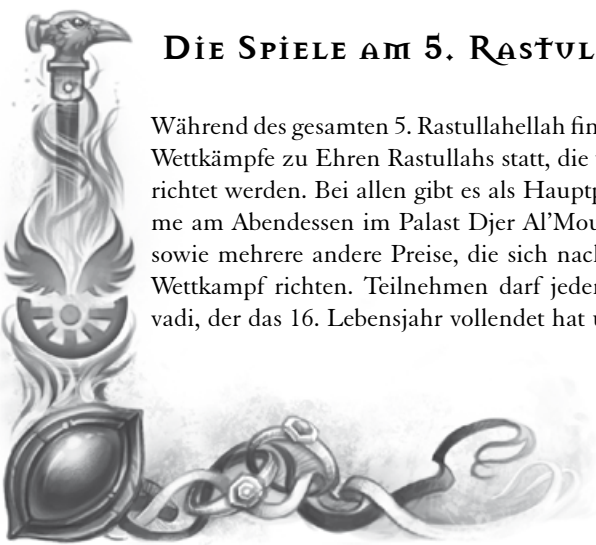 Die Spiele am 5. Rastul
Während des gesamten 5. Rastullahellah fin
Wettkämpfe zu Ehren Rastullahs statt, die
richtet werden. Bei allen gibt es als Hauptp
me am Abendessen im Palast Djer Al’Mou
sowie mehrere andere Preise, die sich nach
Wettkampf richten. Teilnehmen darf jeder
vadi, der das 16. Lebensjahr vollendet hat u